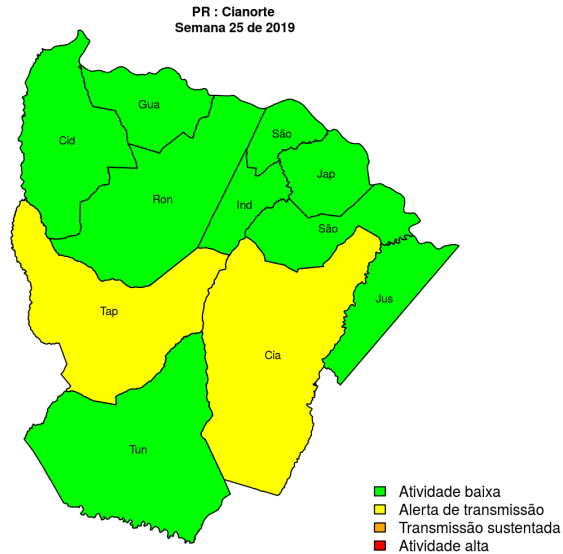 PR : Cianorte
Semana 25 de 2019
Gua
São
Cid
Jap
Ron
Ind
São
Jus
Tap
Cia
Tun
Atividade baixa
Alerta de transmissão
Transmissão sustentada
Atividade alta